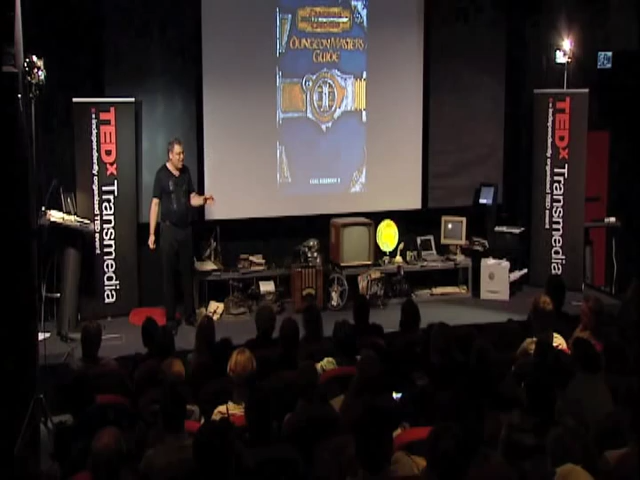 DUNGEON MASTER'S
GUIDE
TEDx
x = independently organized TED event
Transmedia
TEDx
x = independently organized TED event
Transmedia